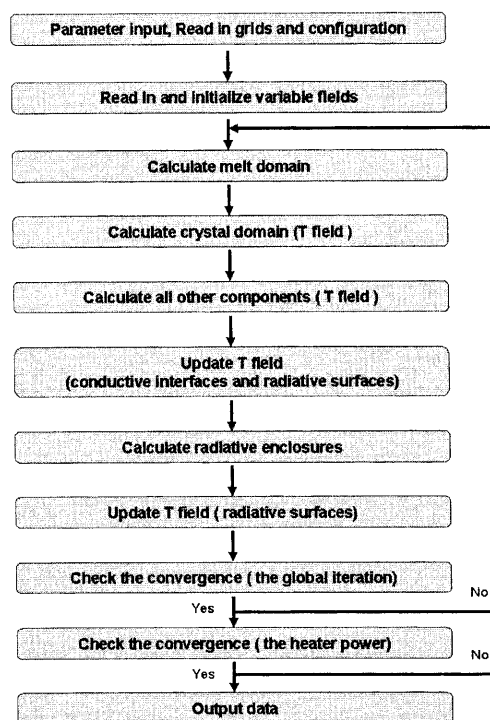 Parameter input, Read in grids and configuration
Read in and initialize variable fields
Calculate melt domain
Calculate crystal domain (T field )
Calculate all other components ( T field )
Update T field
(conductive interfaces and radiative surfaces)
Calculate radiative enclosures
Update T field ( radiative surfaces)
Check the convergence ( the global iteration)
No
Yes
Check the convergence ( the heater power)
No
Yes
Output data